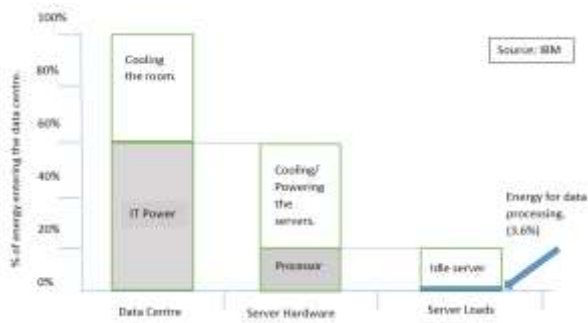 100%
80%
60%
40%
20%
0%
% of energy entering the data centre.
Cooling
the room.
IT Power
Cooling/
Powering
the
servers.
Processor
Idle server
Source: IBM
Energy for data
processing,
(3.6%)
Data Centre
Server Hardware
Server Loads